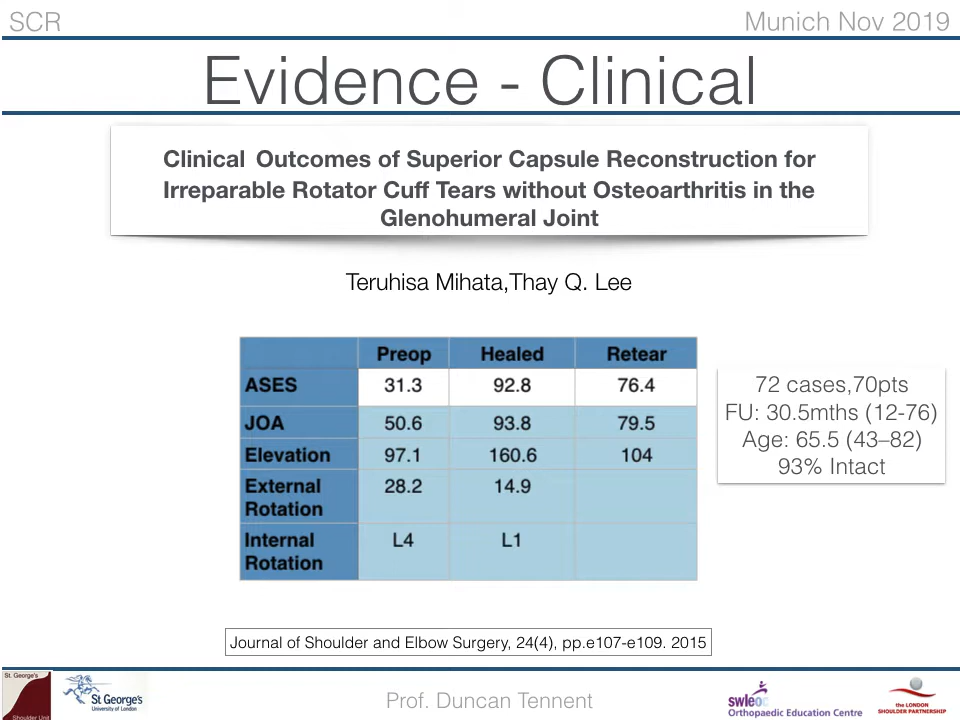 SCR
Munich Nov 2019
Evidence - Clinical
Clinical Outcomes of Superior Capsule Reconstruction for
Irreparable Rotator Cuff Tears without Osteoarthritis in the
Glenohumeral Joint
Teruhisa Mihata,Thay Q. Lee
Preop Healed Retear
ASES 31.3 92.8 76.4
JOA 50.6 93.8 79.5
Elevation 97.1 160.6 104
External Rotation 28.2 14.9
Internal Rotation L4 L1
72 cases,70pts
FU: 30.5mths (12-76)
Age: 65.5 (43–82)
93% Intact
Journal of Shoulder and Elbow Surgery, 24(4), pp.e107-e109. 2015
St. George's
Shoulder Unit
St George's
University of London
Prof. Duncan Tennent
swleoc
Orthopaedic Education Centre
the LONDON
SHOULDER PARTNERSHIP